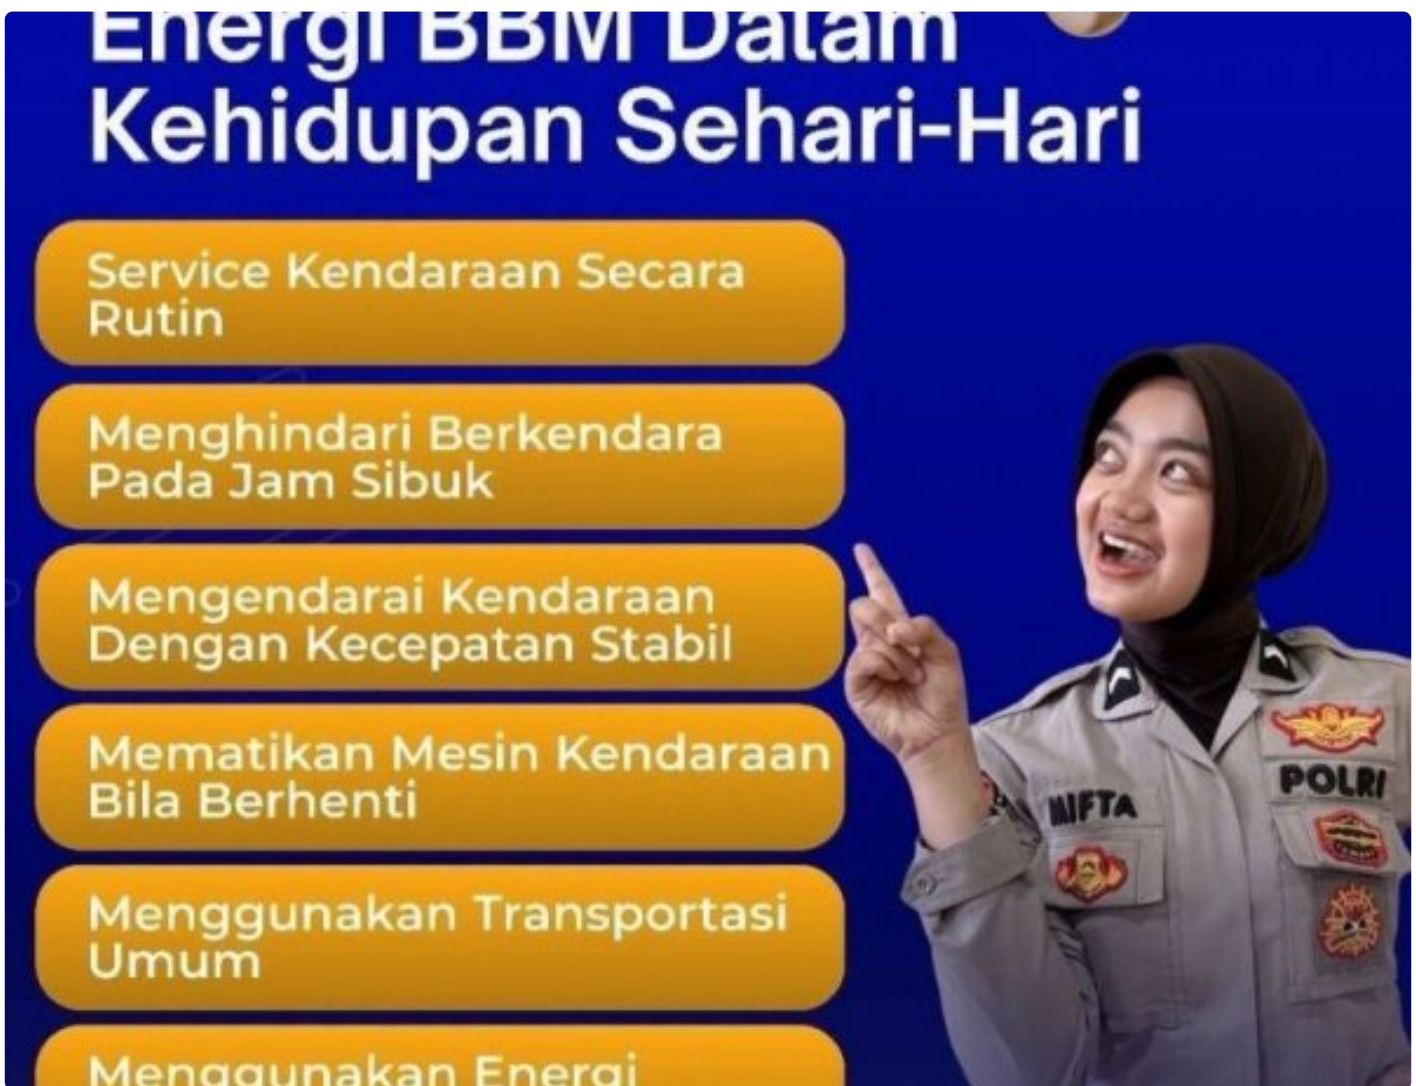 Energi BBM Dalam
Kehidupan Sehari-Hari
Service Kendaraan Secara
Rutin
Menghindari Berkendara
Pada Jam Sibuk
Mengendarai Kendaraan
Dengan Kecepatan Stabil
Mematikan Mesin Kendaraan
Bila Berhenti
Menggunakan Transportasi
Umum
Menggunakan Energi
MIFTA
POLRI